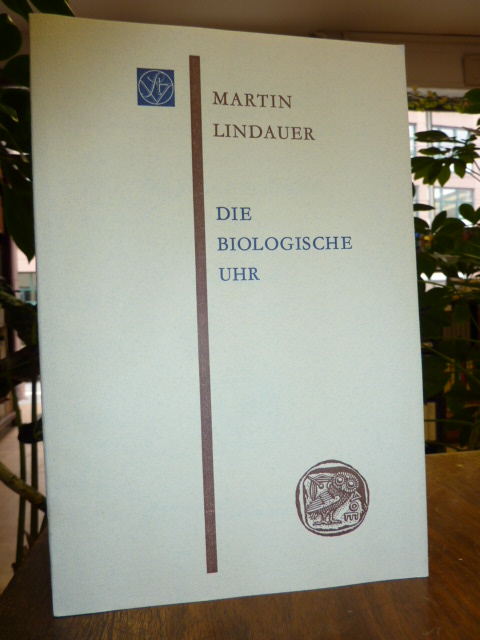 MARTIN
LINDAUER
DIE
BIOLOGISCHE
UHR